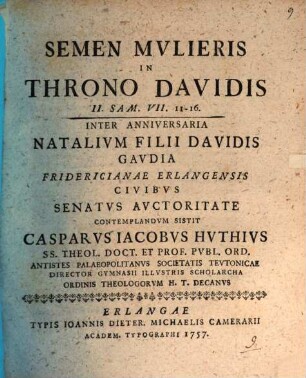 9
SEMEN MVLIERIS
IN
THRONO DAVIDIS
II. SAM. VII. 11-16.
INTER ANNIVERSARIA
NATALIVM FILII DAVIDIS
GAVDIA
FRIDERICIANAE ERLANGENSIS
CIVIBVS
SENATVS AVCTORITATE
CONTEMPLANDVM SISTIT
CASPARVS IACOBVS HVTHIVS
SS. THEOL. DOCT. ET PROF. PVBL. ORD.
ANTISTES PALAEOPOLITANVS SOCIETATIS TEVTONICAE
DIRECTOR GYMNASII ILLVSTRIS SCHOLARCHA
ORDINIS THEOLOGORVM H. T. DECANVS
ERLANGAE
TYPIS IOANNIS DIETER. MICHAELIS CAMERARII
ACADEM. TYPOGRAPHI 1757.
9.